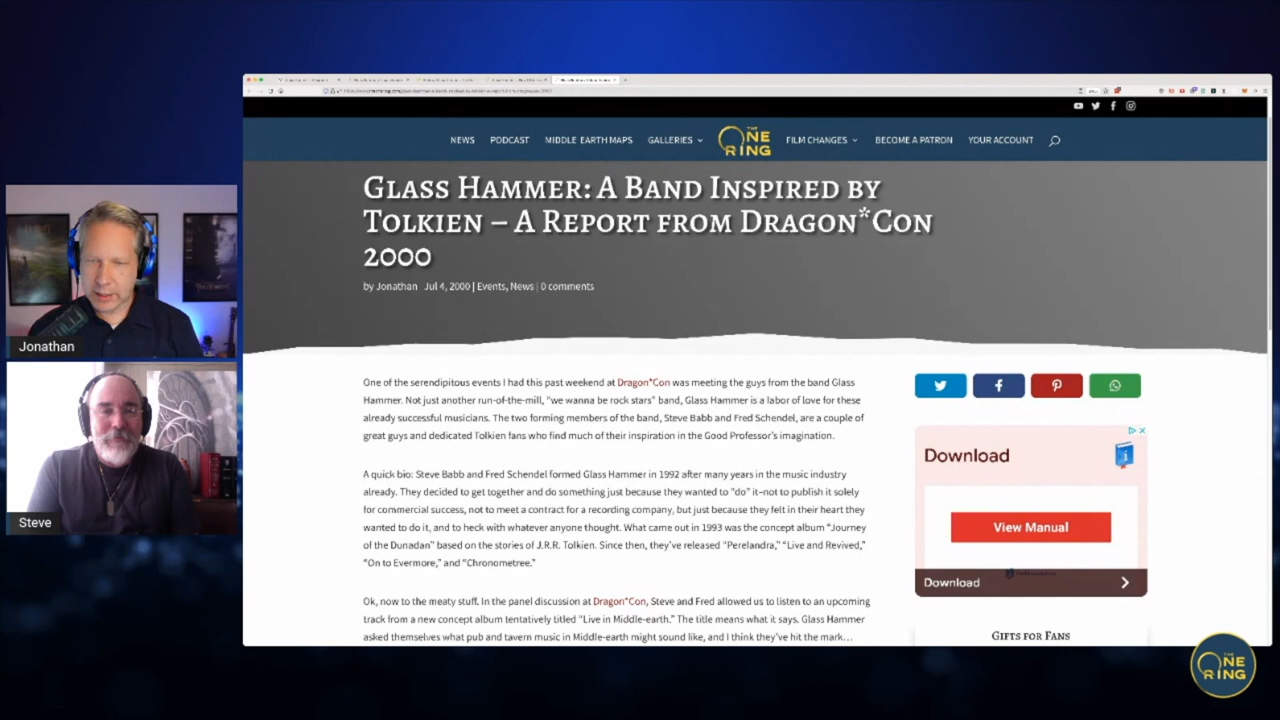 NEWS PODCAST MIDDLE EARTH MAPS GALLERIES THE ONE RING FILM CHANGES BECOME A PATRON YOUR ACCOUNT
GLASS HAMMER: A BAND INSPIRED BY
TOLKIEN – A REPORT FROM DRAGON*CON
2000
by Jonathan Jul 4, 2000 | Events, News | 0 comments
One of the serendipitous events I had this past weekend at Dragon*Con was meeting the guys from the band Glass
Hammer. Not just another run-of-the-mill, “we wanna be rock stars” band, Glass Hammer is a labor of love for these
already successful musicians. The two forming members of the band, Steve Babb and Fred Schendel, are a couple of
great guys and dedicated Tolkien fans who find much of their inspiration in the Good Professor’s imagination.
A quick bio: Steve Babb and Fred Schendel formed Glass Hammer in 1992 after many years in the music industry
already. They decided to get together and do something just because they wanted to “do” it–not to publish it solely
for commercial success, not to meet a contract for a recording company, but just because they felt in their heart they
wanted to do it, and to heck with whatever anyone thought. What came out in 1993 was the concept album “Journey
of the Dunadan” based on the stories of J.R.R. Tolkien. Since then, they’ve released “Perelandra,” “Live and Revived,”
“On to Evermore,” and “Chronometree.”
Ok, now to the meaty stuff. In the panel discussion at Dragon*Con, Steve and Fred allowed us to listen to an upcoming
track from a new concept album tentatively titled “Live in Middle-earth.” The title means what it says. Glass Hammer
asked themselves what pub and tavern music in Middle-earth might sound like, and I think they’ve hit the mark…
Download
View Manual
Download
GIFTS FOR FANS
Jonathan
Steve
THE ONE RING